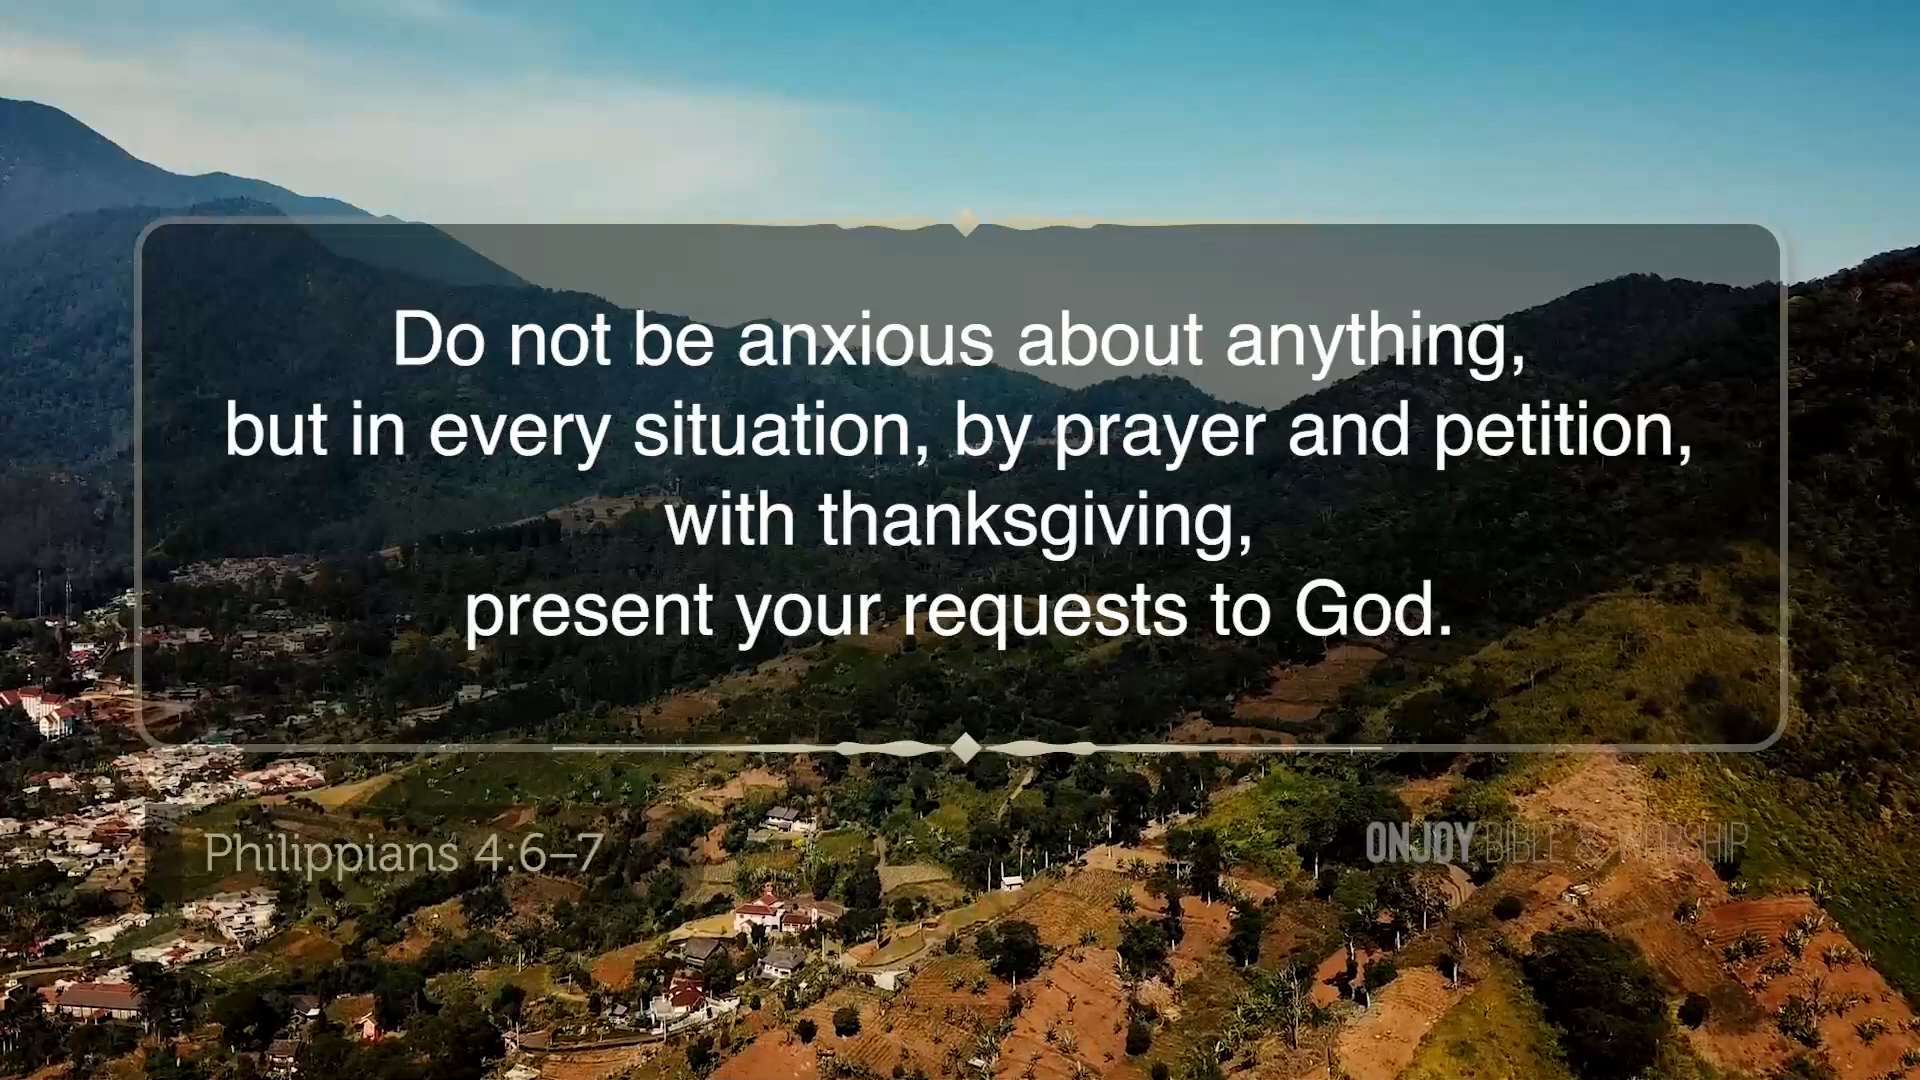 Do not be anxious about anything,
but in every situation, by prayer and petition,
with thanksgiving,
present your requests to God.
Philippians 4:6–7
ONJOY BIBLE & WORSHIP